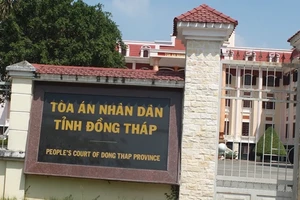 TÒA ÁN NHÂN DÂN
TỈNH ĐỒNG THÁP
PEOPLE'S COURT OF DONG THAP PROVINCE